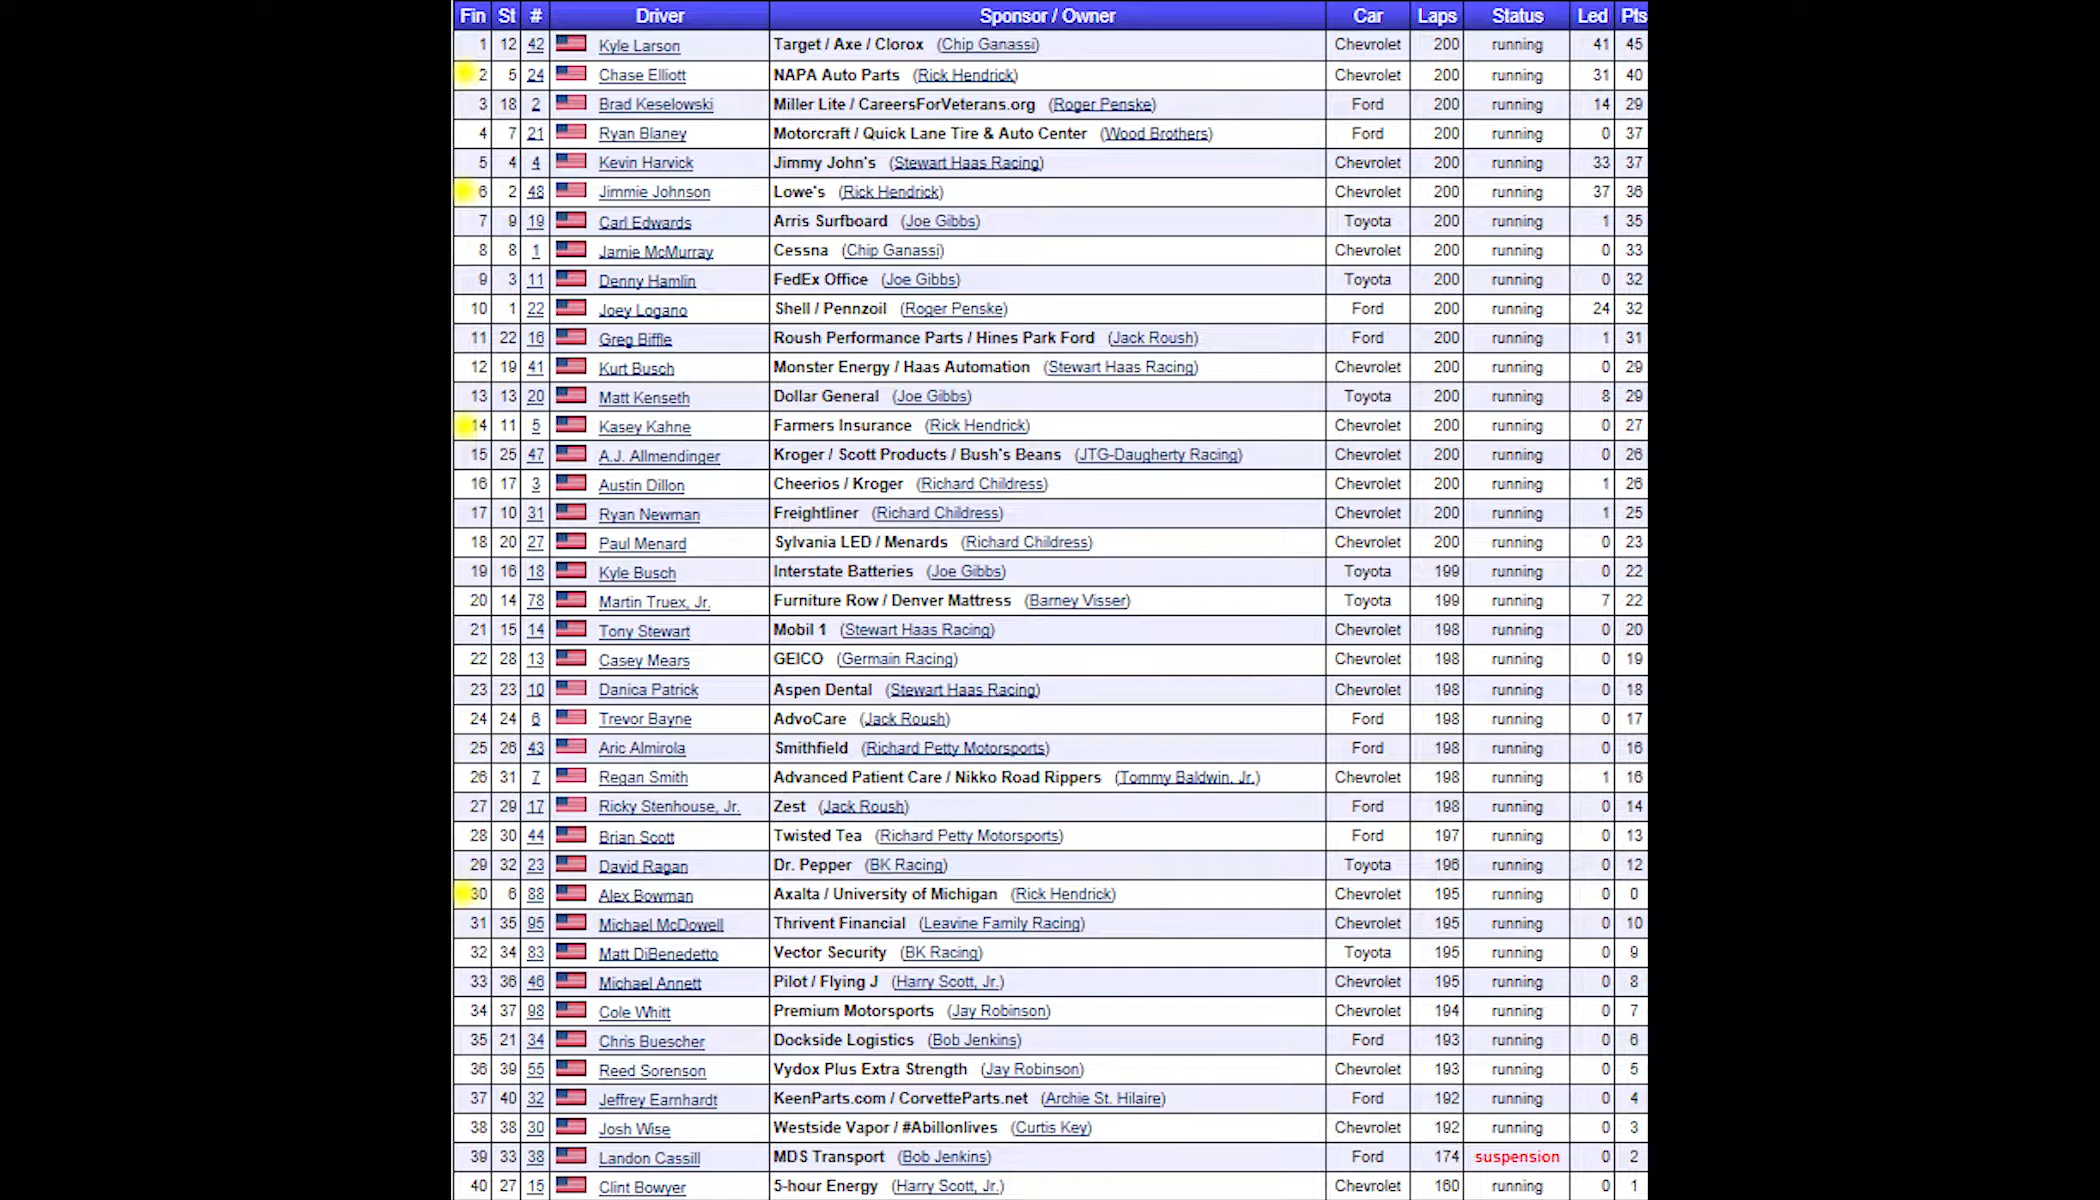 Fin St # Driver Sponsor / Owner Car Laps Status Led Pts
1 12 42 Kyle Larson Target / Axe / Clorox (Chip Ganassi) Chevrolet 200 running 41 45
2 5 24 Chase Elliott NAPA Auto Parts (Rick Hendrick) Chevrolet 200 running 31 40
3 18 2 Brad Keselowski Miller Lite / CareersForVeterans.org (Roger Penske) Ford 200 running 14 29
4 7 21 Ryan Blaney Motorcraft / Quick Lane Tire & Auto Center (Wood Brothers) Ford 200 running 0 37
5 4 4 Kevin Harvick Jimmy John's (Stewart Haas Racing) Chevrolet 200 running 33 37
6 2 48 Jimmie Johnson Lowe's (Rick Hendrick) Chevrolet 200 running 37 36
7 9 19 Carl Edwards Arris Surfboard (Joe Gibbs) Toyota 200 running 1 35
8 8 1 Jamie McMurray Cessna (Chip Ganassi) Chevrolet 200 running 0 33
9 3 11 Denny Hamlin FedEx Office (Joe Gibbs) Toyota 200 running 0 32
10 1 22 Joey Logano Shell / Pennzoil (Roger Penske) Ford 200 running 24 32
11 22 16 Greg Biffle Roush Performance Parts / Hines Park Ford (Jack Roush) Ford 200 running 1 31
12 19 41 Kurt Busch Monster Energy / Haas Automation (Stewart Haas Racing) Chevrolet 200 running 0 29
13 13 20 Matt Kenseth Dollar General (Joe Gibbs) Toyota 200 running 8 29
14 11 5 Kasey Kahne Farmers Insurance (Rick Hendrick) Chevrolet 200 running 0 27
15 25 47 A.J. Allmendinger Kroger / Scott Products / Bush's Beans (JTG-Daugherty Racing) Chevrolet 200 running 0 26
16 17 3 Austin Dillon Cheerios / Kroger (Richard Childress) Chevrolet 200 running 1 26
17 10 31 Ryan Newman Freightliner (Richard Childress) Chevrolet 200 running 1 25
18 20 27 Paul Menard Sylvania LED / Menards (Richard Childress) Chevrolet 200 running 0 23
19 16 18 Kyle Busch Interstate Batteries (Joe Gibbs) Toyota 199 running 0 22
20 14 78 Martin Truex, Jr. Furniture Row / Denver Mattress (Barney Visser) Toyota 199 running 7 22
21 15 14 Tony Stewart Mobil 1 (Stewart Haas Racing) Chevrolet 198 running 0 20
22 28 13 Casey Mears GEICO (Germain Racing) Chevrolet 198 running 0 19
23 23 10 Danica Patrick Aspen Dental (Stewart Haas Racing) Chevrolet 198 running 0 18
24 24 6 Trevor Bayne AdvoCare (Jack Roush) Ford 198 running 0 17
25 26 43 Aric Almirola Smithfield (Richard Petty Motorsports) Ford 198 running 0 16
26 31 7 Regan Smith Advanced Patient Care / Nikko Road Rippers (Tommy Baldwin, Jr.) Chevrolet 198 running 1 16
27 29 17 Ricky Stenhouse, Jr. Zest (Jack Roush) Ford 198 running 0 14
28 30 44 Brian Scott Twisted Tea (Richard Petty Motorsports) Ford 197 running 0 13
29 32 23 David Ragan Dr. Pepper (BK Racing) Toyota 196 running 0 12
30 6 88 Alex Bowman Axalta / University of Michigan (Rick Hendrick) Chevrolet 195 running 0 0
31 35 95 Michael McDowell Thrivent Financial (Leavine Family Racing) Chevrolet 195 running 0 10
32 34 83 Matt DiBenedetto Vector Security (BK Racing) Toyota 195 running 0 9
33 36 46 Michael Annett Pilot / Flying J (Harry Scott, Jr.) Chevrolet 195 running 0 8
34 37 98 Cole Whitt Premium Motorsports (Jay Robinson) Chevrolet 194 running 0 7
35 21 34 Chris Buescher Dockside Logistics (Bob Jenkins) Ford 193 running 0 6
36 39 55 Reed Sorenson Vydox Plus Extra Strength (Jay Robinson) Chevrolet 193 running 0 5
37 40 32 Jeffrey Earnhardt KeenParts.com / CorvetteParts.net (Archie St. Hilaire) Ford 192 running 0 4
38 38 30 Josh Wise Westside Vapor / #Abillonlives (Curtis Key) Chevrolet 192 running 0 3
39 33 38 Landon Cassill MDS Transport (Bob Jenkins) Ford 174 suspension 0 2
40 27 15 Clint Bowyer 5-hour Energy (Harry Scott, Jr.) Chevrolet 160 running 0 1